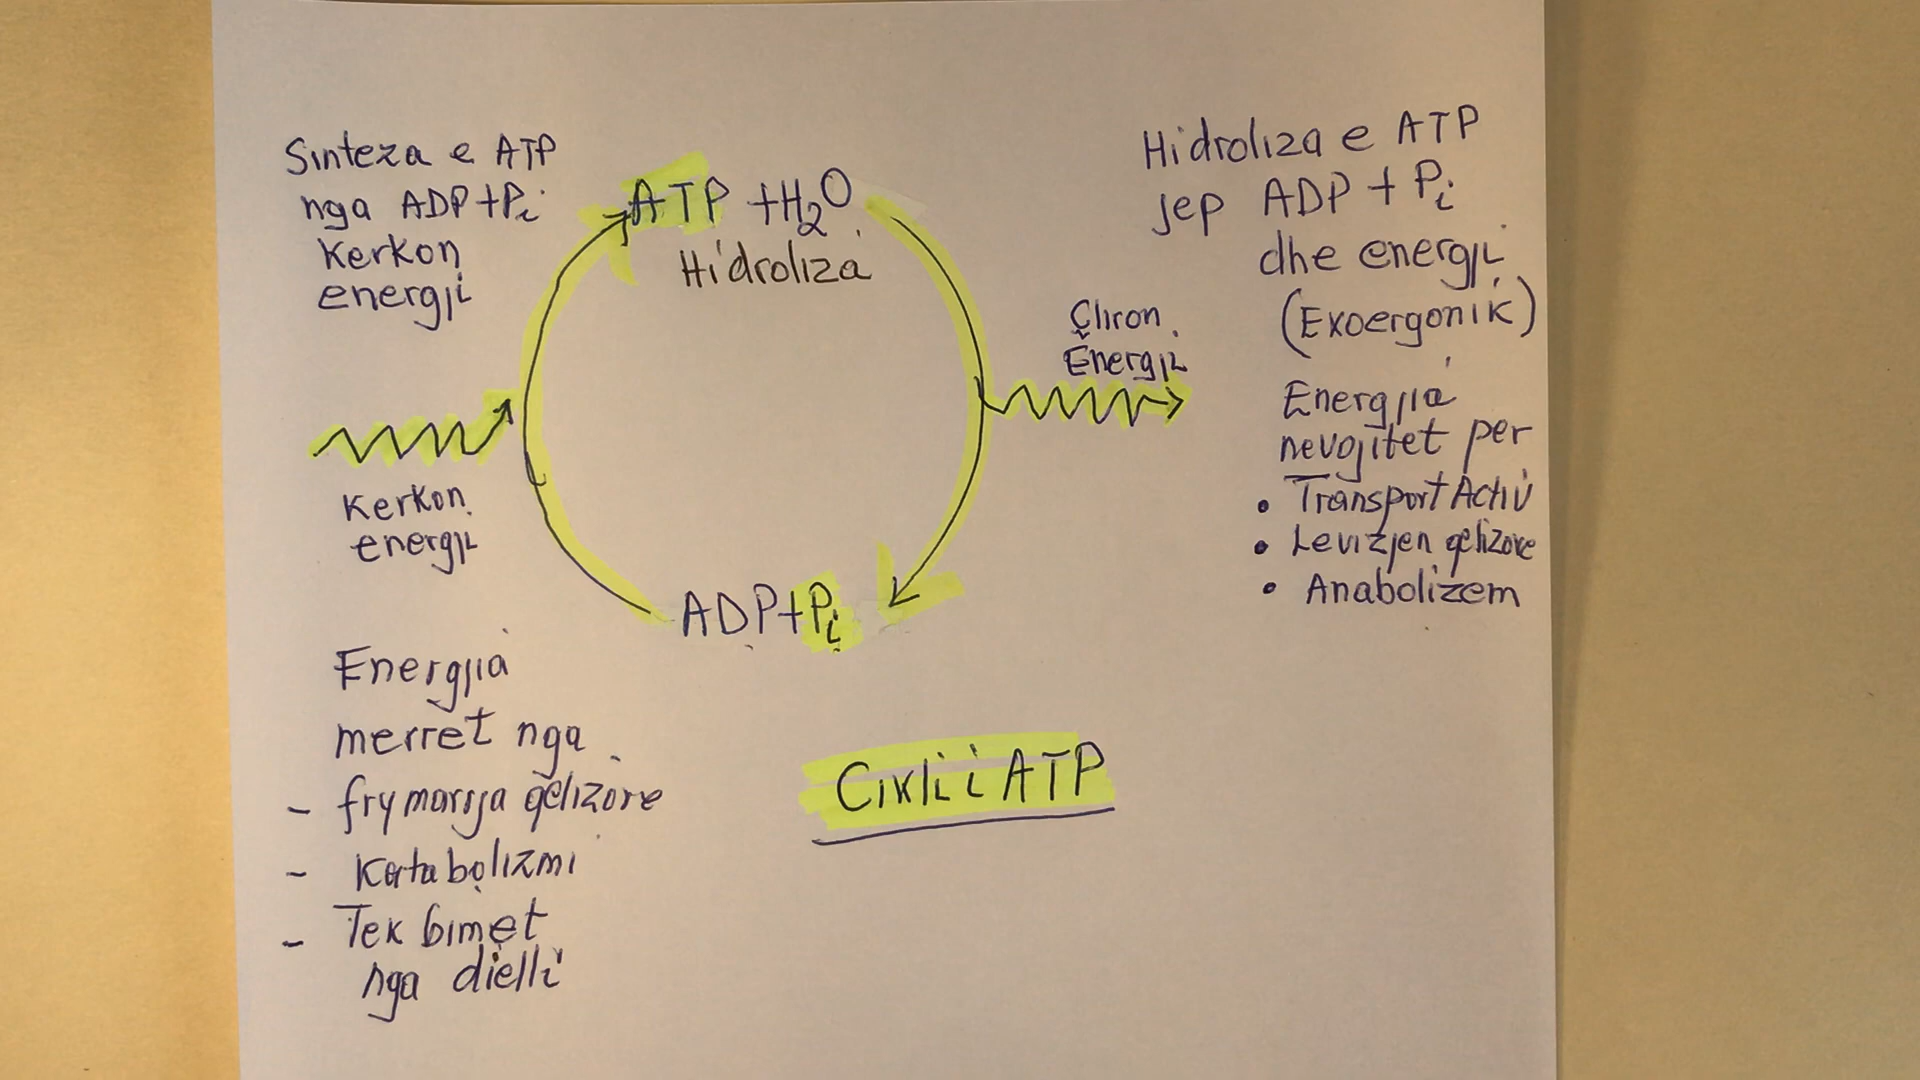 Sinteza e ATP
nga ADP+Pi
Kerkon
energji
ATP + H2O
Hidroliza
Hidroliza e ATP
jep ADP + Pi
dhe energji
(Exoergonik)
Çliron
Energji
Kerkon
energji
Energjia
nevojitet per
• Transport Activ
• Levizjen qelizore
• Anabolizem
ADP+Pi
Energjia
merret nga
- frymarrja qelizore
- Katabolizmi
- Tek bimet
nga dielli
Cikli i ATP